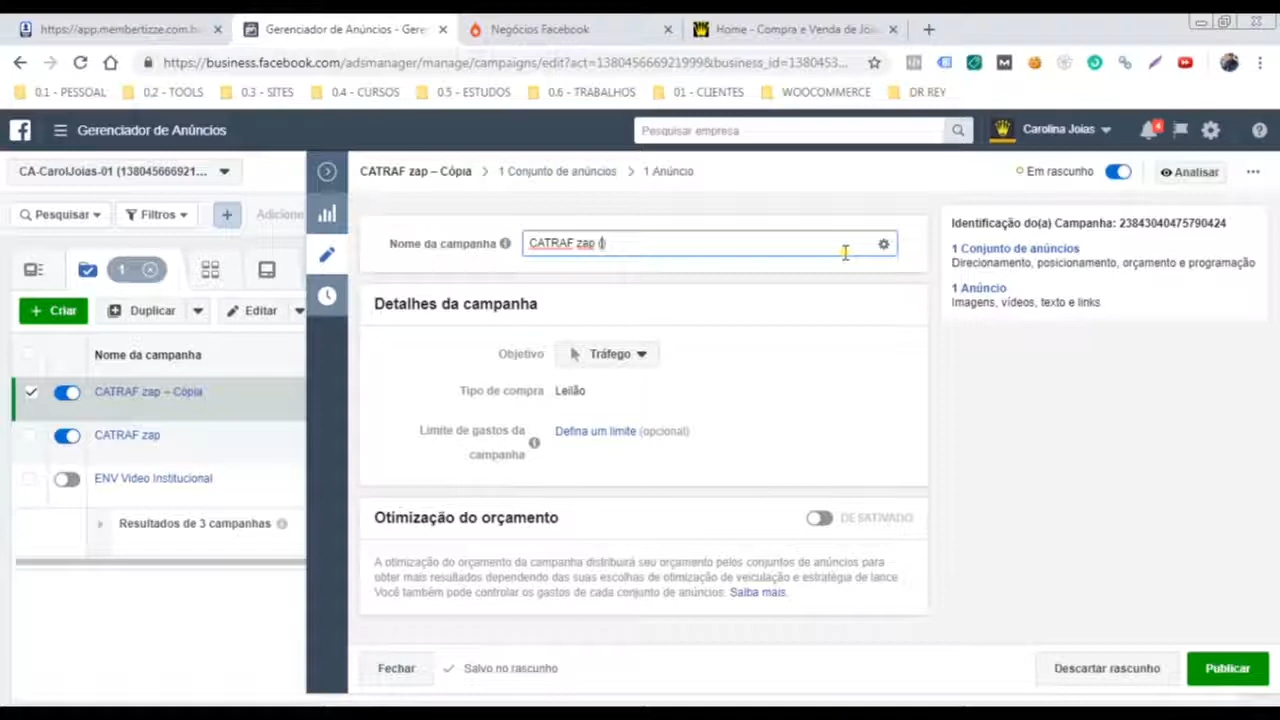 https://app.membertizze.com.b
Gerenciador de Anúncios - Gere
Negócios Facebook
Home - Compra e Venda de Joi
https://business.facebook.com/adsmanager/manage/campaigns/edit?act=138045666921999&business_id=1380453...
0.1 - PESSOAL
0.2 - TOOLS
0.3 - SITES
0.4 - CURSOS
0.5 - ESTUDOS
0.6 - TRABALHOS
01 - CLIENTES
WOOCOMMERCE
DR REY
Gerenciador de Anúncios
Pesquisar empresa
Carolina Joias
4
CA-CarolJoias-01 (138045666921...
CATRAF zap – Cópia
1 Conjunto de anúncios
1 Anúncio
Em rascunho
Analisar
Pesquisar
Filtros
Adicione
Nome da campanha
CATRAF zap (
Identificação do(a) Campanha: 23843040475790424
1 Conjunto de anúncios
Direcionamento, posicionamento, orçamento e programação
1 Anúncio
Imagens, vídeos, texto e links
1
Criar
Duplicar
Editar
Nome da campanha
CATRAF zap – Cópia
CATRAF zap
ENV Video Institucional
Resultados de 3 campanhas
Detalhes da campanha
Objetivo
Tráfego
Tipo de compra
Leilão
Limite de gastos da
campanha
Defina um limite (opcional)
Otimização do orçamento
DESATIVADO
A otimização do orçamento da campanha distribuirá seu orçamento pelos conjuntos de anúncios para
obter mais resultados dependendo das suas escolhas de otimização de veiculação e estratégia de lance
Você também pode controlar os gastos de cada conjunto de anúncios. Saiba mais.
Fechar
Salvo no rascunho
Descartar rascunho
Publicar